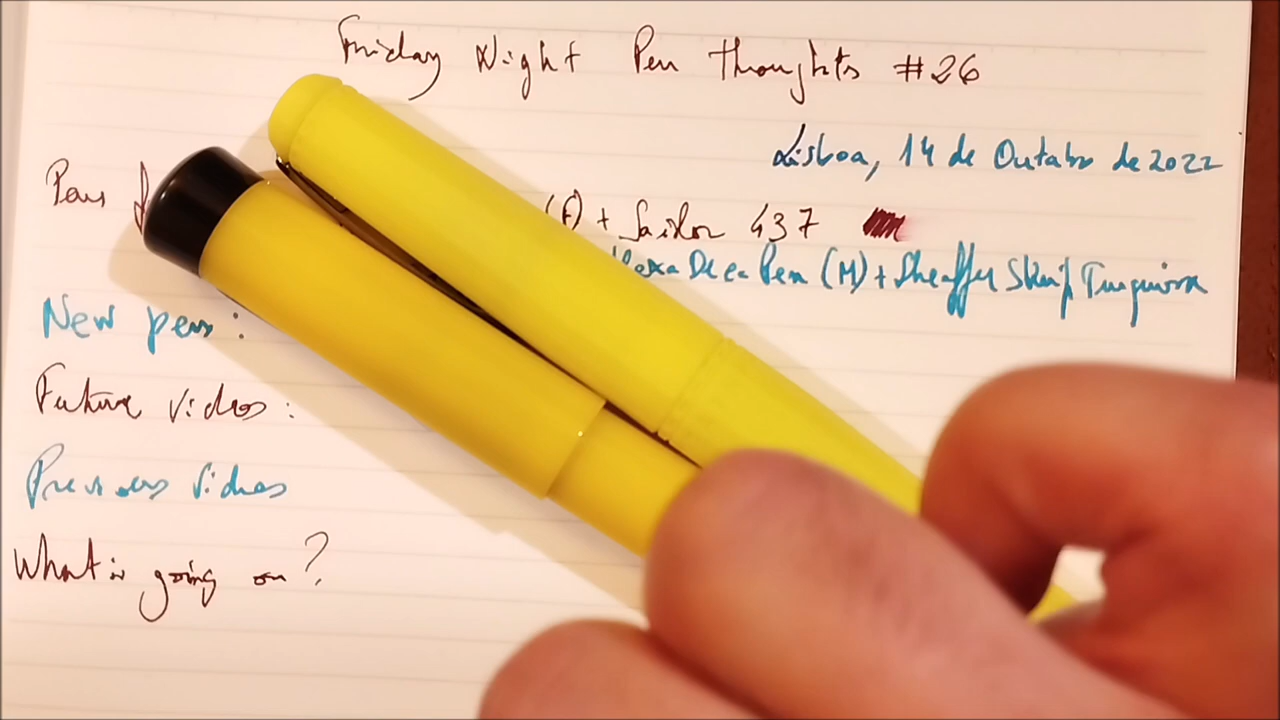 Friday Night Pen Thoughts #26
Lisboa, 14 de Outubro de 2022
Pens
(F) + Sailor 437
Pen (M) + Sheaffer Skrip Turquoise
New pens:
Future videos:
Previous videos
What is going on?